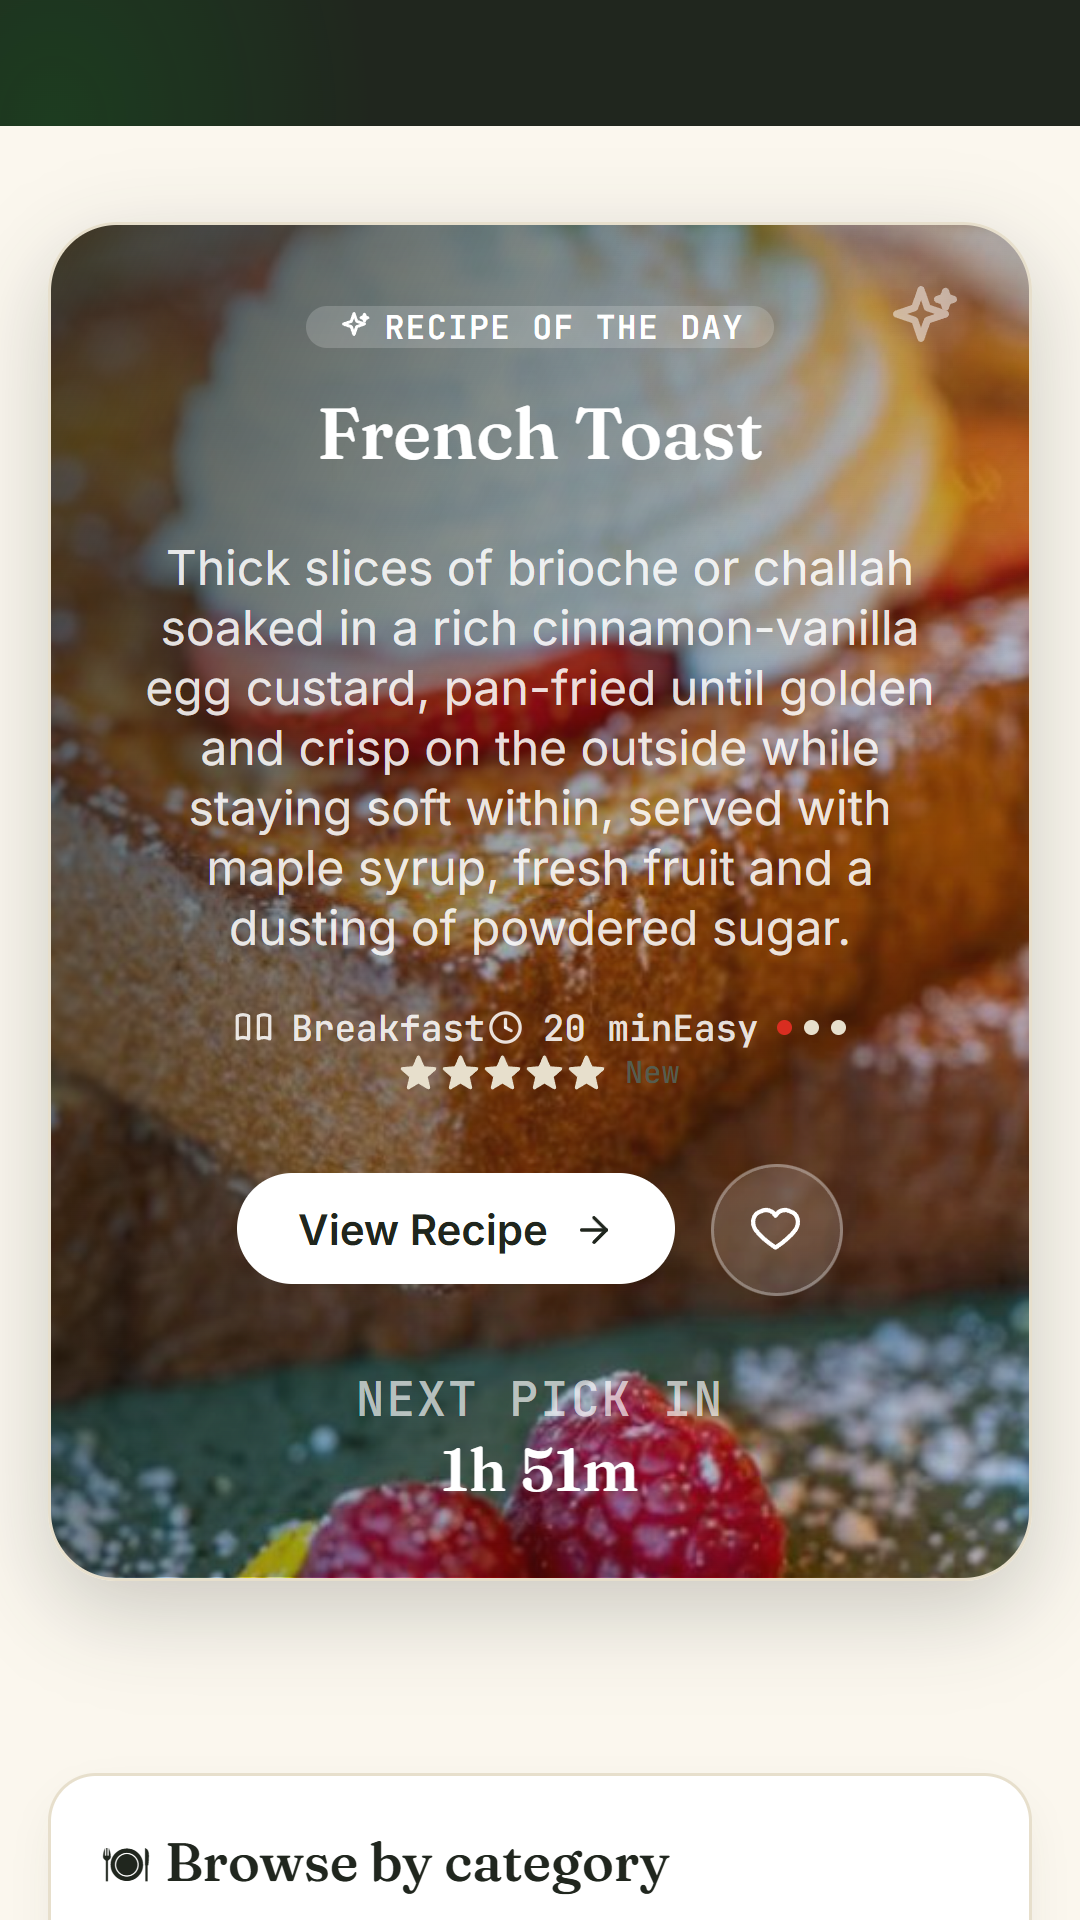 RECIPE OF THE DAY
French Toast
Thick slices of brioche or challah
soaked in a rich cinnamon-vanilla
egg custard, pan-fried until golden
and crisp on the outside while
staying soft within, served with
maple syrup, fresh fruit and a
dusting of powdered sugar.
Breakfast 20 minEasy
New
View Recipe
NEXT PICK IN
1h 51m
Browse by category